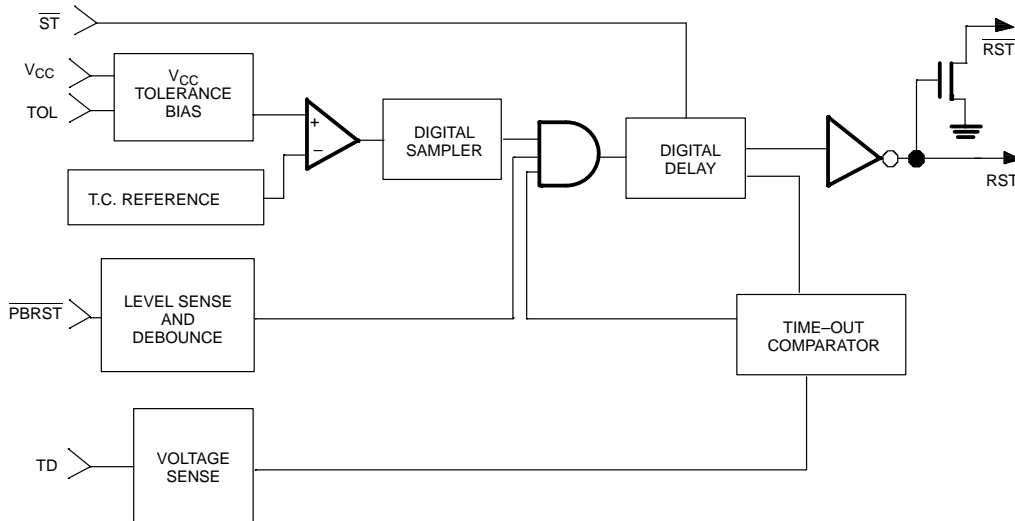 ST
VCC
TOL
VCC
TOLERANCE
BIAS
+
−
T.C. REFERENCE
DIGITAL
SAMPLER
DIGITAL
DELAY
RST
RST
PBRST
LEVEL SENSE
AND
DEBOUNCE
TIME–OUT
COMPARATOR
TD
VOLTAGE
SENSE